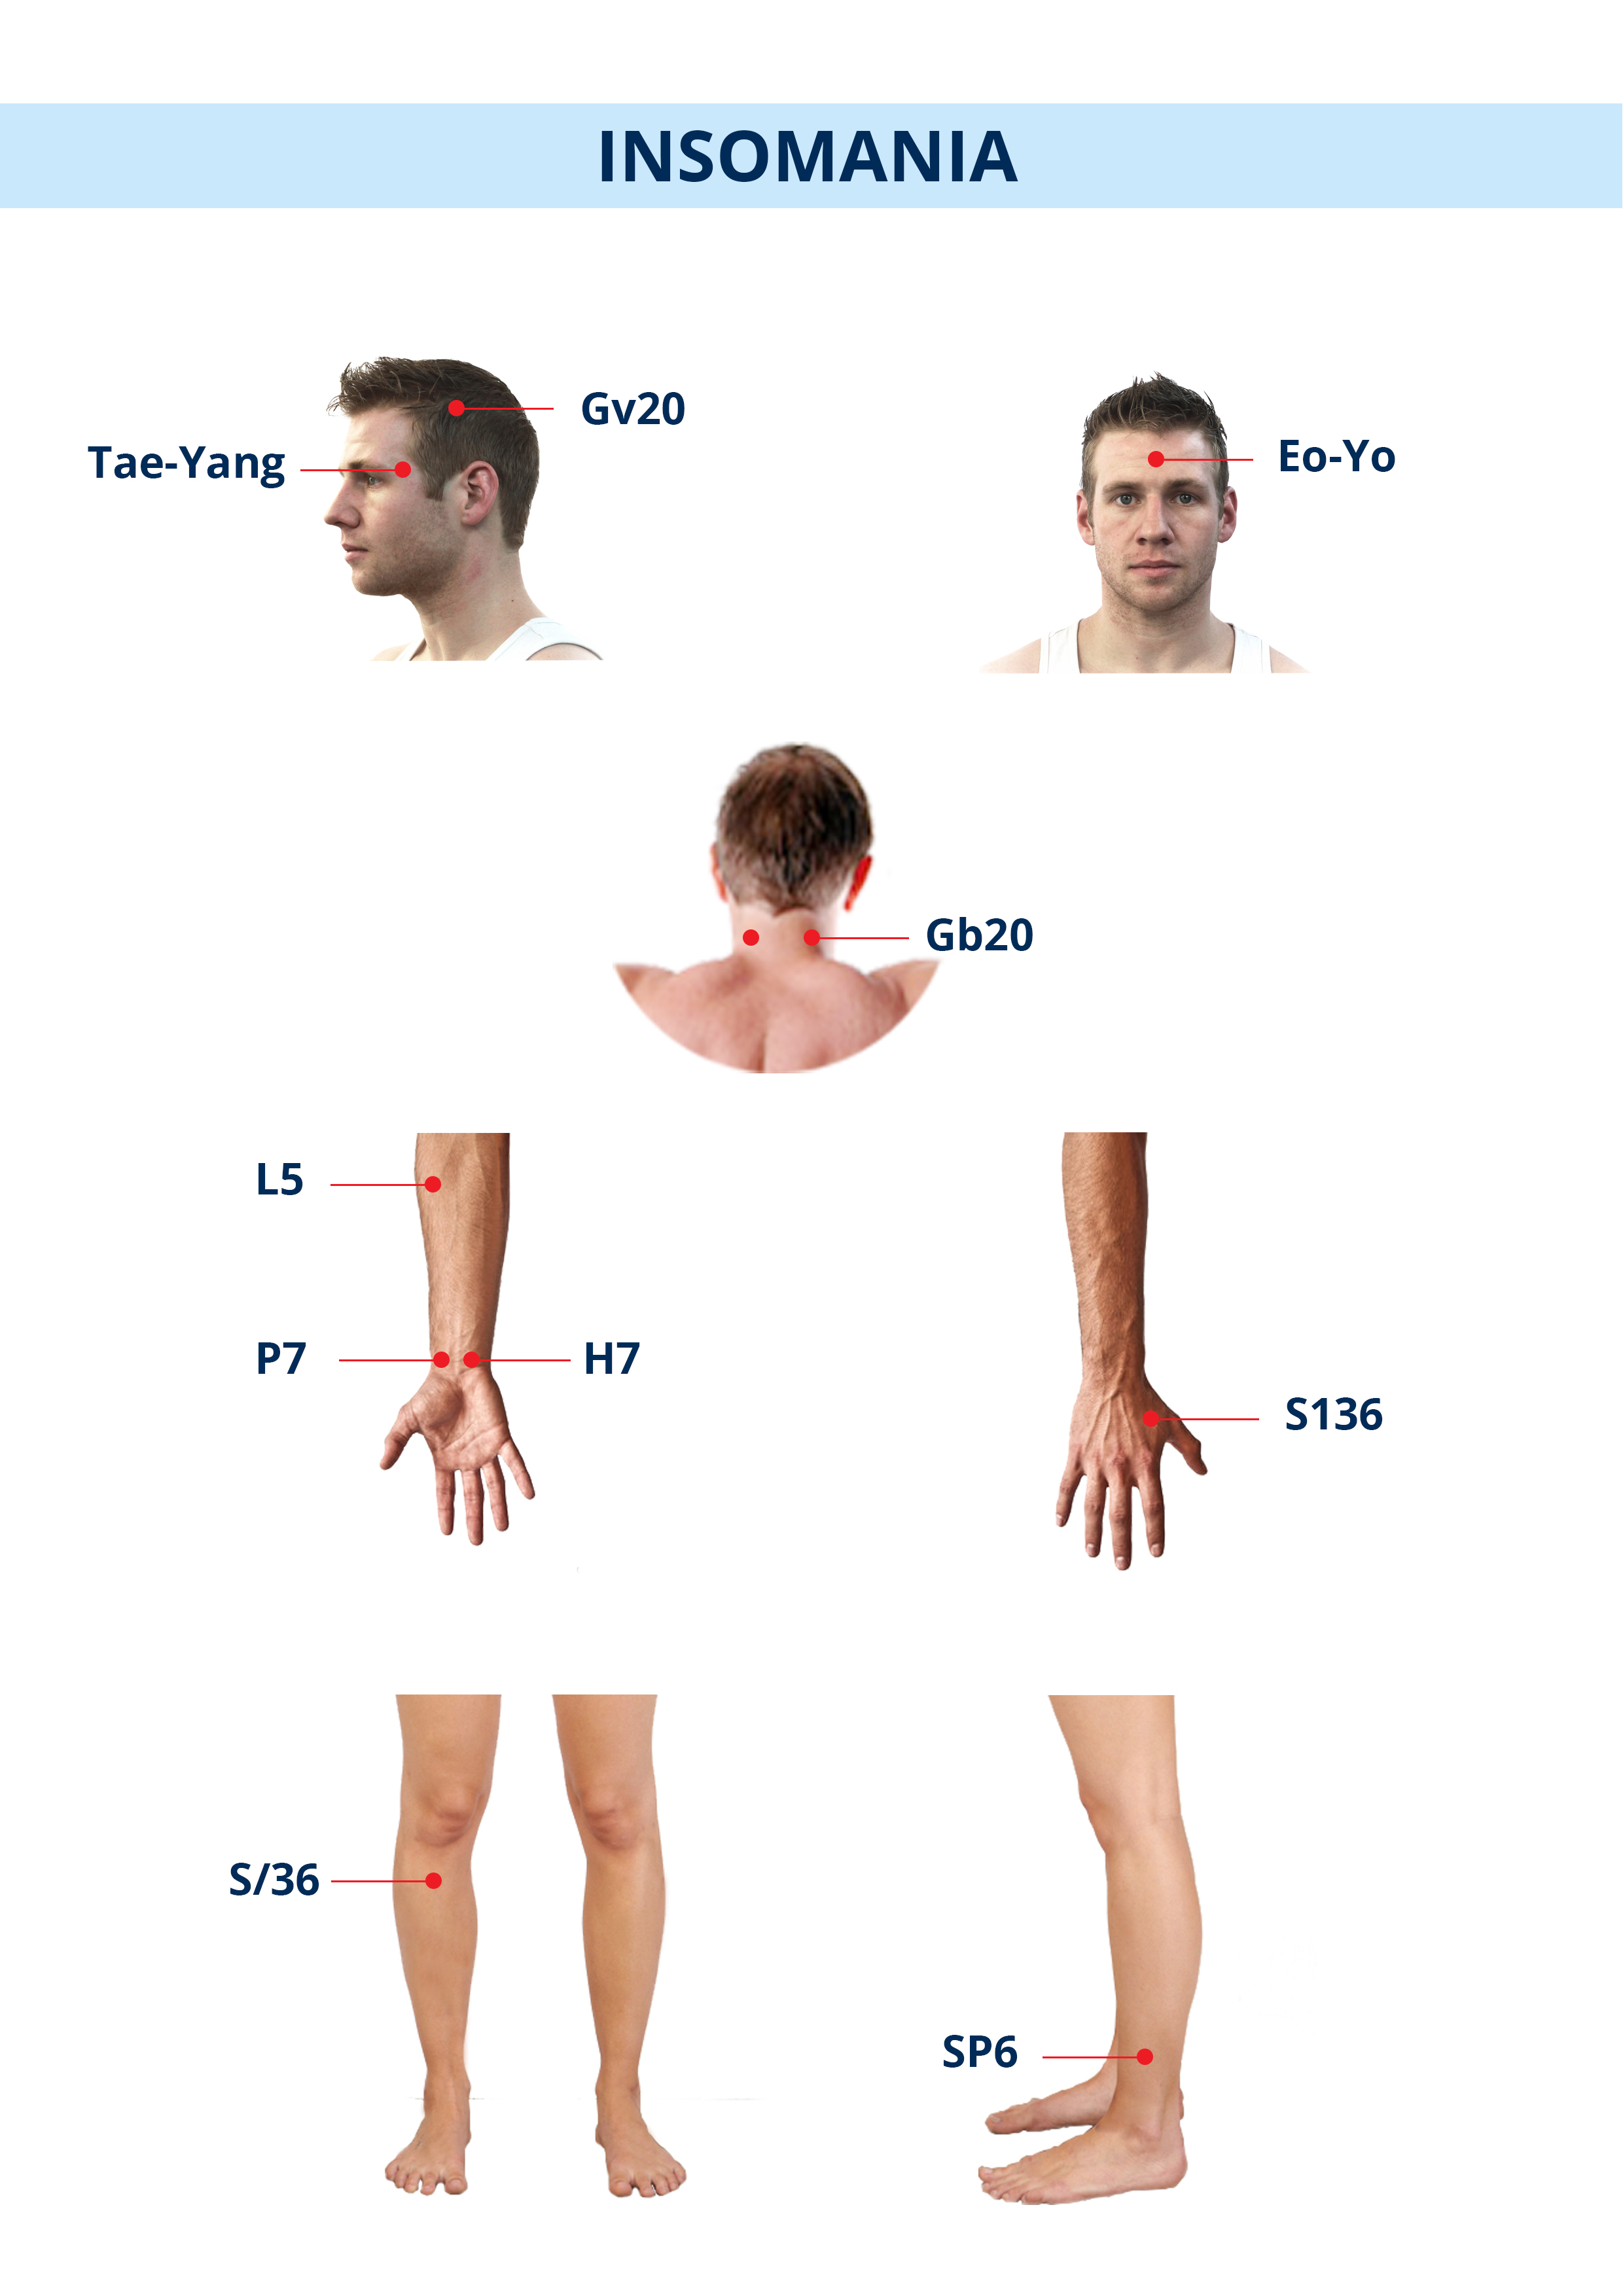 INSOMANIA
Gv20
Tae-Yang
Eo-Yo
Gb20
L5
P7
H7
S136
S/36
SP6